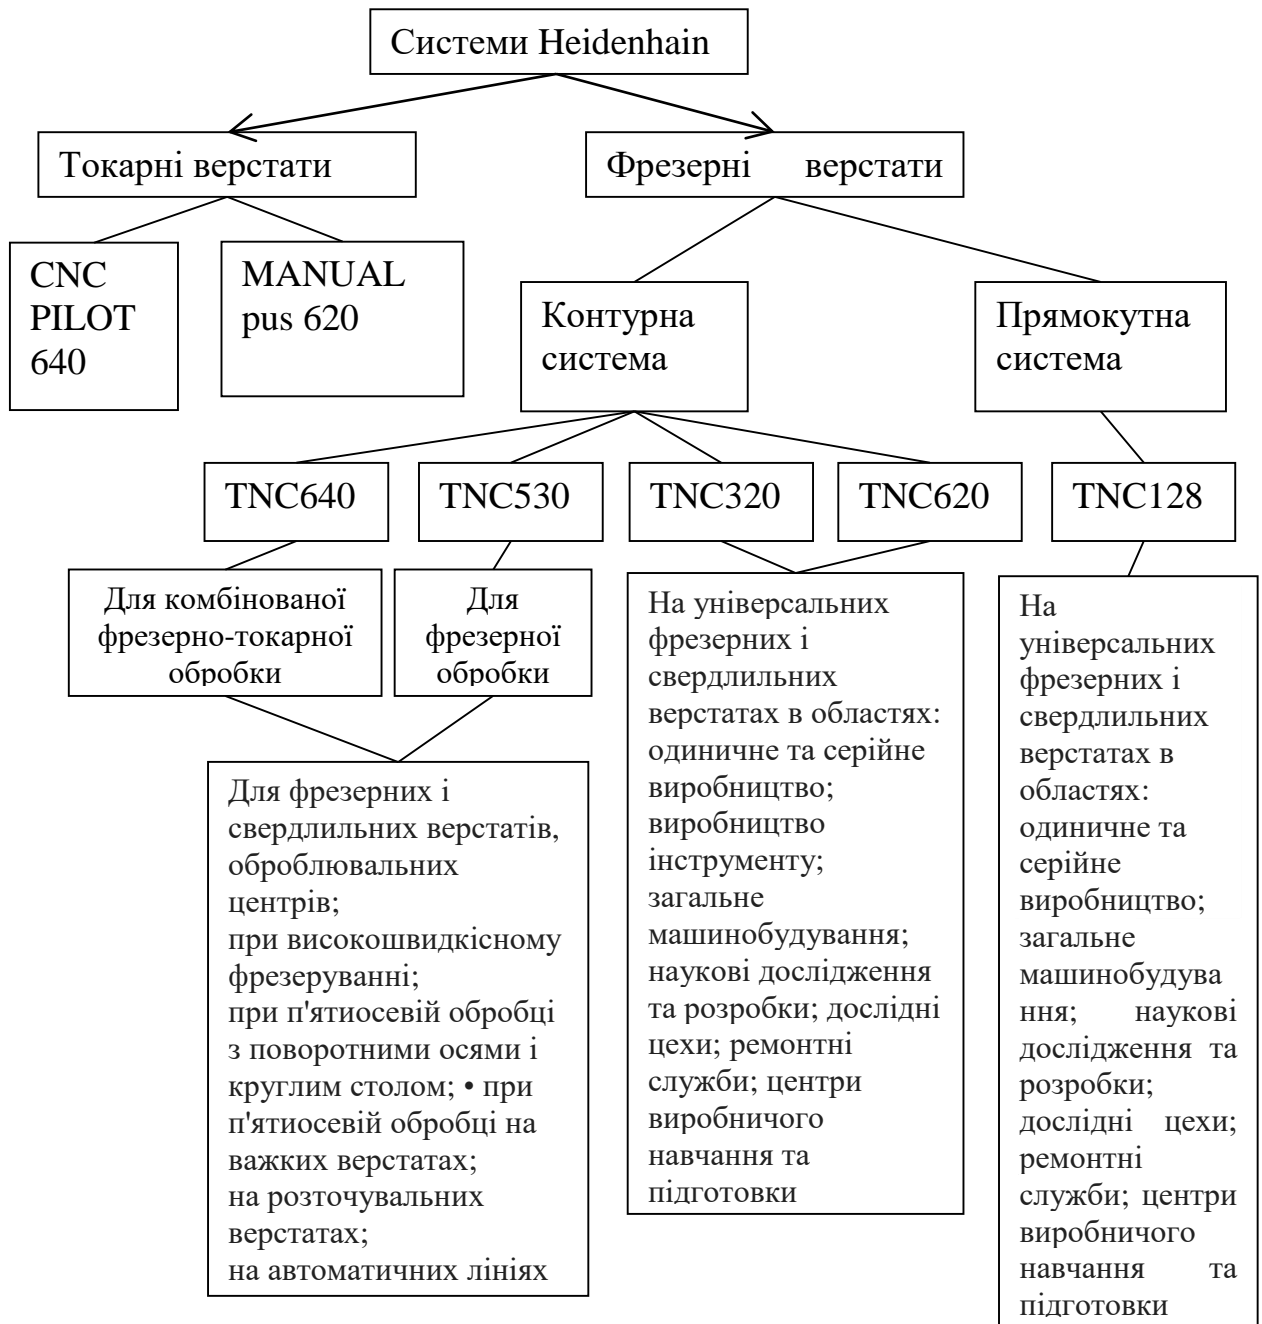 Системи Heidenhain
Токарні верстати
Фрезерні верстати
CNC
PILOT
640
MANUAL
pus 620
Контурна
система
Прямокутна
система
TNC640
TNC530
TNC320
TNC620
TNC128
Для комбінованої
фрезерно-токарної
обробки
Для
фрезерної
обробки
Для фрезерних і
свердлильних верстатів,
оброблювальних
центрів;
при високошвидкісному
фрезеруванні;
при п'ятиосевій обробці
з поворотними осями і
круглим столом; • при
п'ятиосевій обробці на
важких верстатах;
на розточувальних
верстатах;
на автоматичних лініях
На універсальних
фрезерних і
свердлильних
верстатах в областях:
одиничне та серійне
виробництво;
виробництво
інструменту;
загальне
машинобудування;
наукові дослідження
та розробки; дослідні
цехи; ремонтні
служби; центри
виробничого
навчання та
підготовки
На
універсальних
фрезерних і
свердлильних
верстатах в
областях:
одиничне та
серійне
виробництво;
загальне
машинобудува
ння; наукові
дослідження та
розробки;
дослідні цехи;
ремонтні
служби; центри
виробничого
навчання та
підготовки